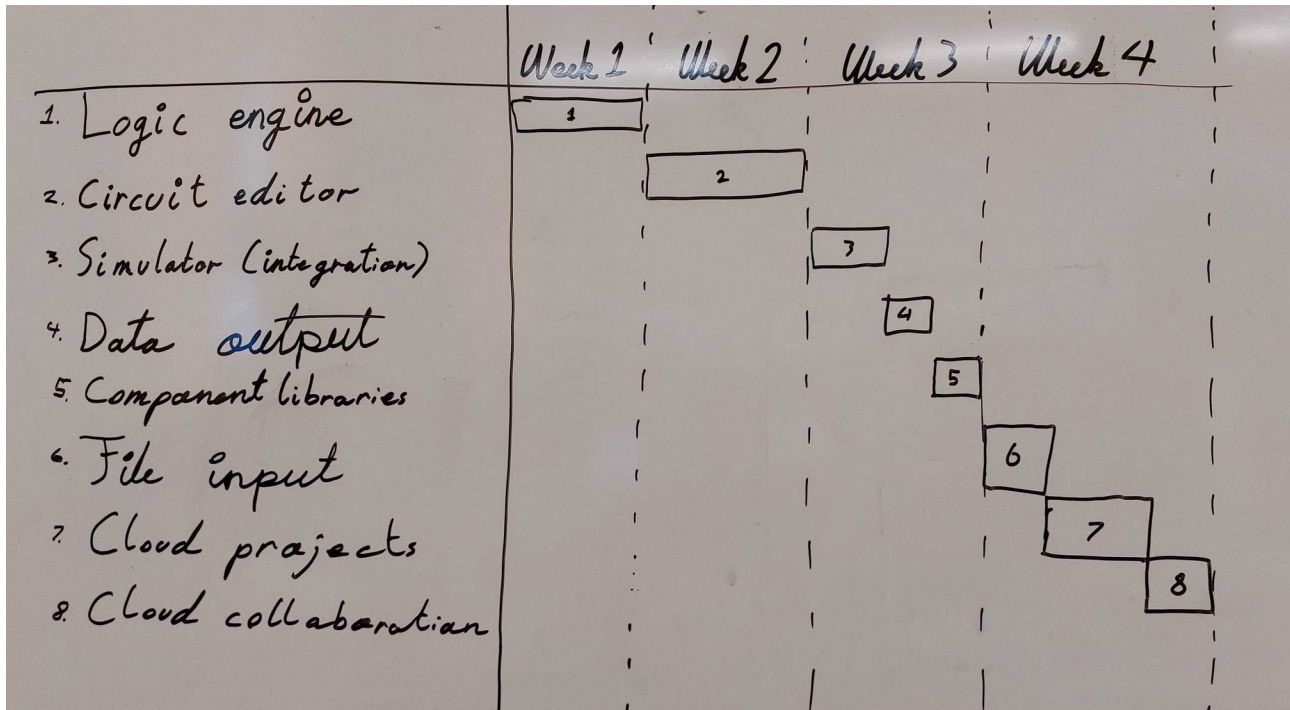 Week 1 Week 2 Week 3 Week 4
1. Logic engine 1
2. Circuit editor 2
3. Simulator (integration) 3
4. Data output 4
5. Component libraries 5
6. File input 6
7. Cloud projects 7
8. Cloud collaboration 8